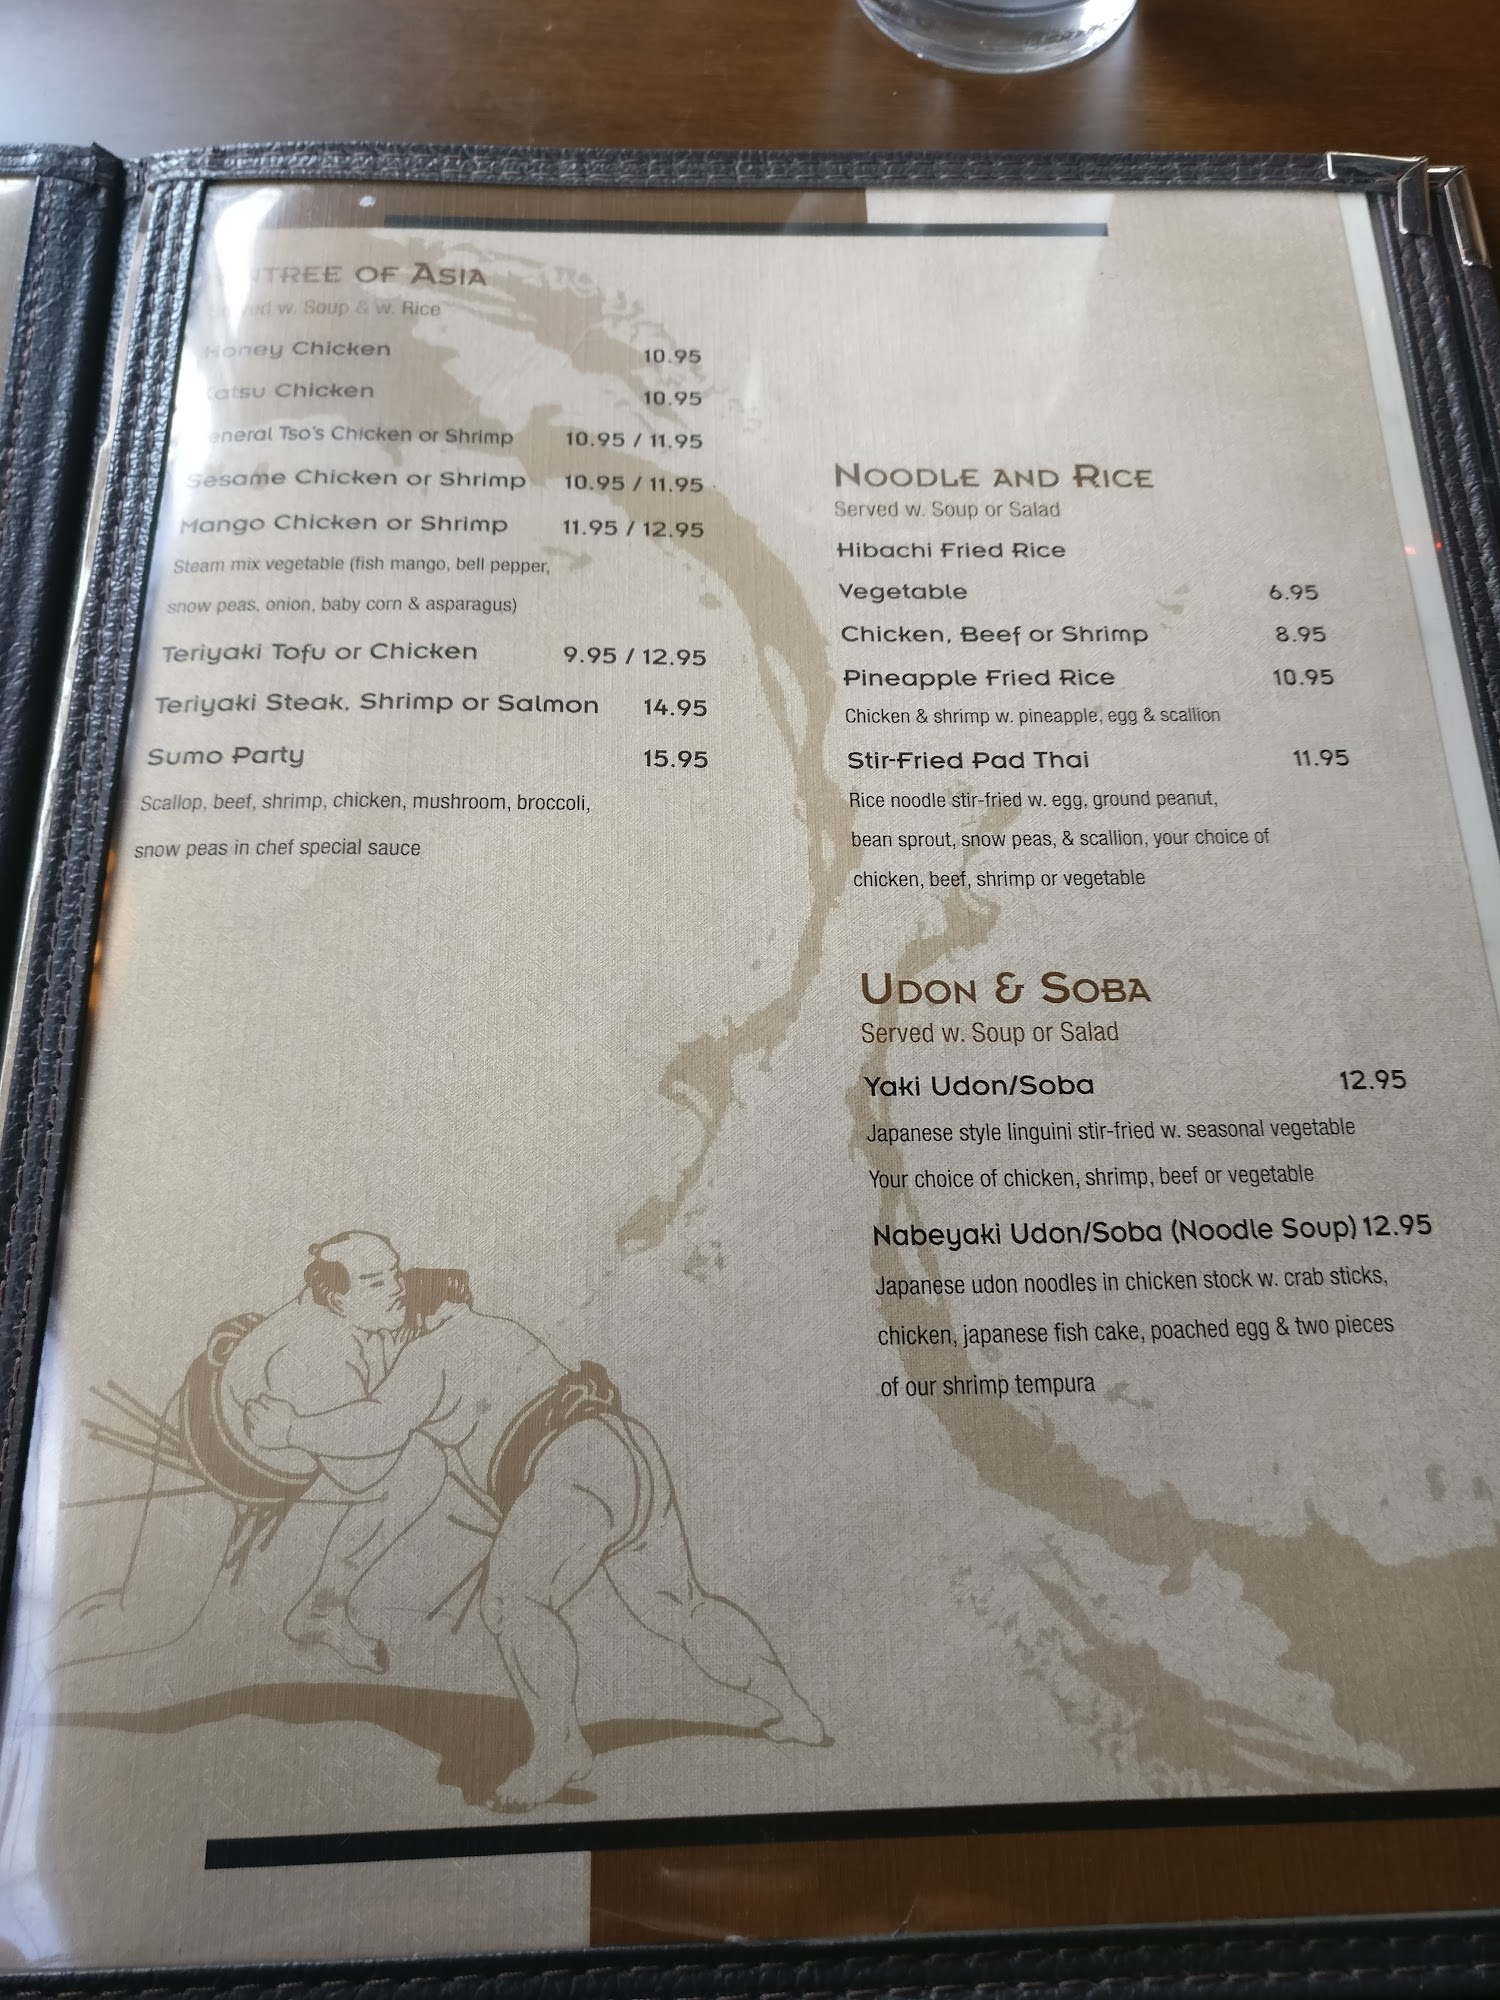 ENTREE OF ASIA
Served w. Soup & w. Rice
Honey Chicken 10.95
Katsu Chicken 10.95
General Tso's Chicken or Shrimp 10.95 / 11.95
Sesame Chicken or Shrimp 10.95 / 11.95
Mango Chicken or Shrimp 11.95 / 12.95
Steam mix vegetable (fish mango, bell pepper,
snow peas, onion, baby corn & asparagus)
Teriyaki Tofu or Chicken 9.95 / 12.95
Teriyaki Steak, Shrimp or Salmon 14.95
Sumo Party 15.95
Scallop, beef, shrimp, chicken, mushroom, broccoli,
snow peas in chef special sauce
NOODLE AND RICE
Served w. Soup or Salad
Hibachi Fried Rice
Vegetable 6.95
Chicken, Beef or Shrimp 8.95
Pineapple Fried Rice 10.95
Chicken & shrimp w. pineapple, egg & scallion
Stir-Fried Pad Thai 11.95
Rice noodle stir-fried w. egg, ground peanut,
bean sprout, snow peas, & scallion, your choice of
chicken, beef, shrimp or vegetable
UDON & SOBA
Served w. Soup or Salad
Yaki Udon/Soba 12.95
Japanese style linguini stir-fried w. seasonal vegetable
Your choice of chicken, shrimp, beef or vegetable
Nabeyaki Udon/Soba (Noodle Soup) 12.95
Japanese udon noodles in chicken stock w. crab sticks,
chicken, japanese fish cake, poached egg & two pieces
of our shrimp tempura